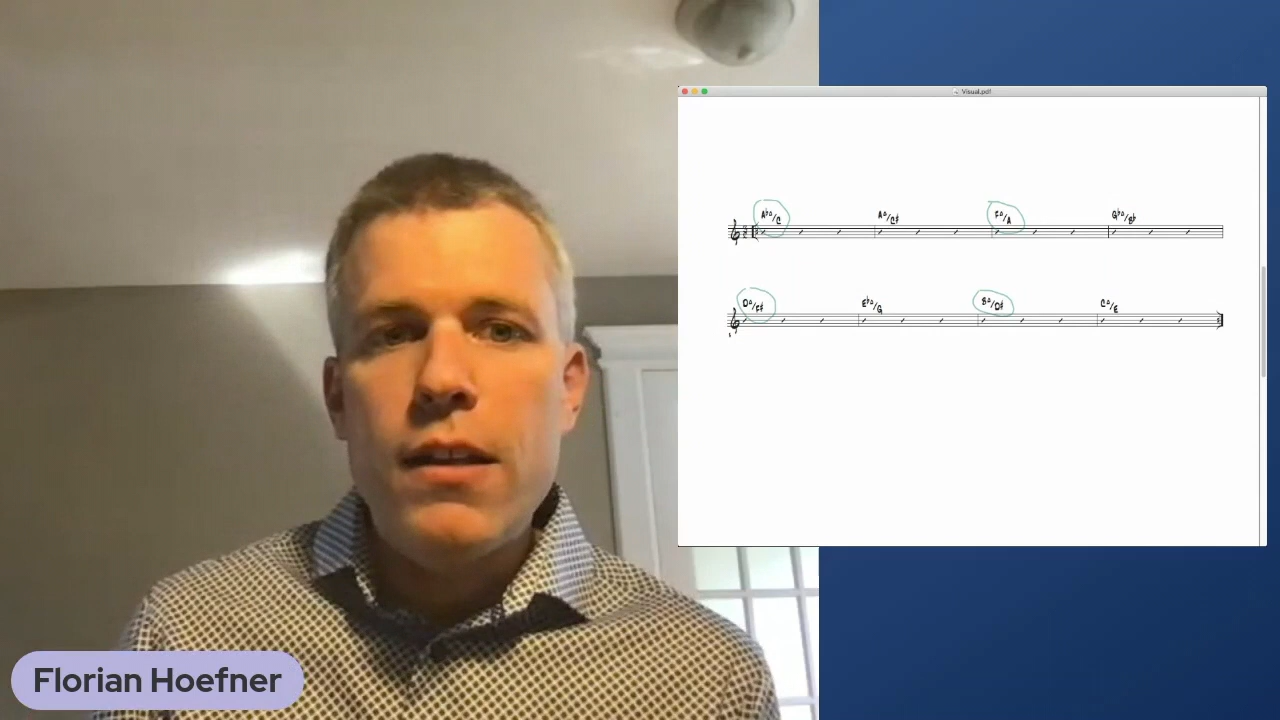 Visual.pdf
A♭△/C A△/C♯ F△/A G♭△/B♭
D△/F♯ E♭△/G B△/D♯ C△/E
Florian Hoefner